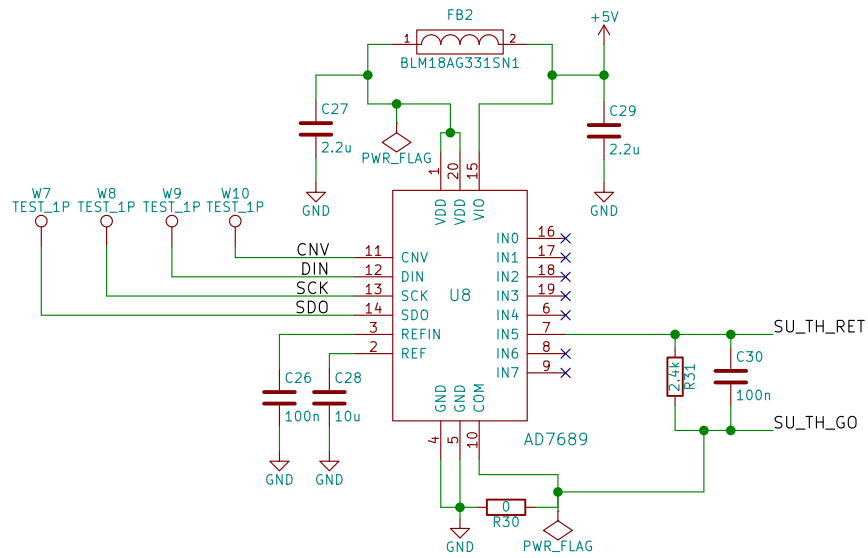 FB2
1 2
BLM18AG331SN1
+5V
C27
2.2u
C29
2.2u
PWR_FLAG
GND
GND
1
20
15
VDD
VDD
VIO
W7
TEST_1P
W8
TEST_1P
W9
TEST_1P
W10
TEST_1P
CNV 11 CNV
DIN 12 DIN
SCK 13 SCK
SDO 14 SDO
3 REFIN
2 REF
U8
IN0 16
IN1 17
IN2 18
IN3 19
IN4 6
IN5 7
IN6 8
IN7 9
SU_TH_RET
2.4k
R31
C30
100n
SU_TH_GO
C26
100n
C28
10u
GND
GND
GND
GND
COM
4
5
10
AD7689
0
R30
GND
PWR_FLAG